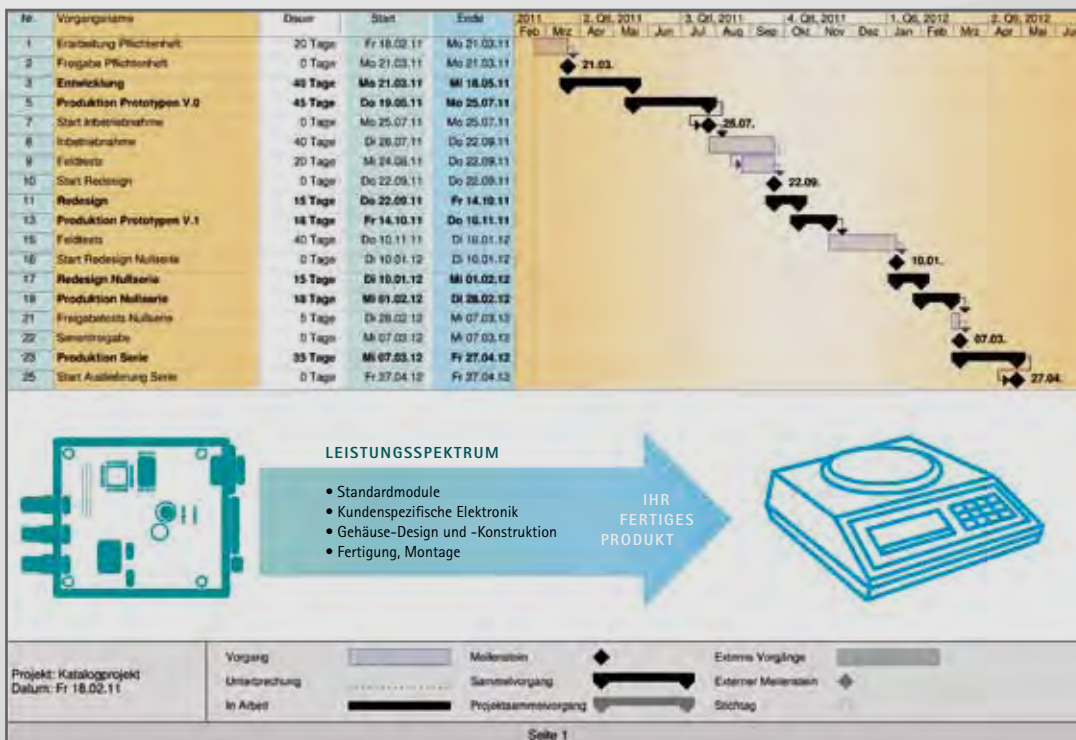 Nr. Vorgangsname Dauer Start Ende 2011 2. Qtl, 2011 3. Qtl, 2011 4. Qtl, 2011 1. Qtl, 2012 2. Qtl, 2012
Feb Mrz Apr Mai Jun Jul Aug Sep Okt Nov Dez Jan Feb Mrz Apr Mai Jun
1 Erarbeitung Pflichtenheft 20 Tage Fr 18.02.11 Mo 21.03.11
2 Freigabe Pflichtenheft 0 Tage Mo 21.03.11 Mo 21.03.11 21.03.
3 Entwicklung 40 Tage Mo 21.03.11 Mi 18.05.11
5 Produktion Prototypen V.0 45 Tage Do 19.05.11 Mo 25.07.11
7 Start Inbetriebnahme 0 Tage Mo 25.07.11 Mo 25.07.11 25.07.
8 Inbetriebnahme 40 Tage Di 26.07.11 Do 22.09.11
9 Feldtests 20 Tage Mi 24.08.11 Do 22.09.11
10 Start Redesign 0 Tage Do 22.09.11 Do 22.09.11 22.09.
11 Redesign 15 Tage Do 22.09.11 Fr 14.10.11
13 Produktion Prototypen V.1 18 Tage Fr 14.10.11 Do 10.11.11
15 Feldtests 40 Tage Do 10.11.11 Di 10.01.12
16 Start Redesign Nullserie 0 Tage Di 10.01.12 Di 10.01.12 10.01.
17 Redesign Nullserie 15 Tage Di 10.01.12 Mi 01.02.12
19 Produktion Nullserie 18 Tage Mi 01.02.12 Di 28.02.12
21 Freigabetests Nullserie 5 Tage Di 28.02.12 Mi 07.03.12
22 Serienfreigabe 0 Tage Mi 07.03.12 Mi 07.03.12 07.03.
23 Produktion Serie 35 Tage Mi 07.03.12 Fr 27.04.12
25 Start Auslieferung Serie 0 Tage Fr 27.04.12 Fr 27.04.12 27.04.
LEISTUNGSSPEKTRUM
• Standardmodule
• Kundenspezifische Elektronik
• Gehäuse-Design und -Konstruktion
• Fertigung, Montage
IHR
FERTIGES
PRODUKT
Projekt: Katalogprojekt
Datum: Fr 18.02.11
Vorgang Meilenstein Externe Vorgänge
Unterbrechung Sammelvorgang Externer Meilenstein
In Arbeit Projektsammelvorgang Stichtag
Seite 1